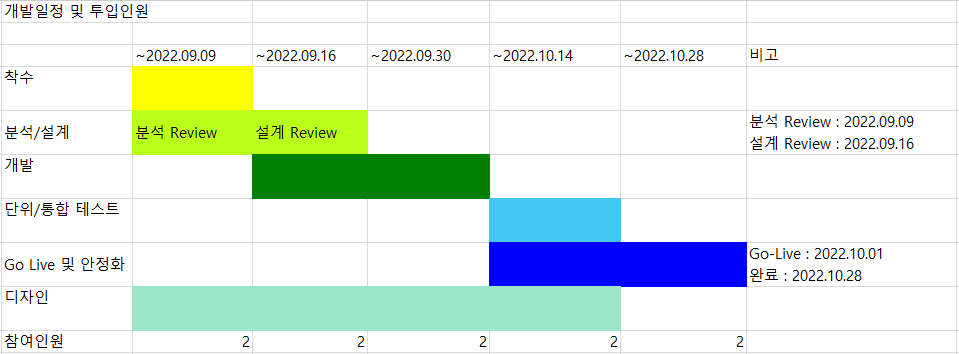 개발일정 및 투입인원
~2022.09.09 ~2022.09.16 ~2022.09.30 ~2022.10.14 ~2022.10.28 비고
착수
분석/설계 분석 Review 설계 Review 분석 Review : 2022.09.09
설계 Review : 2022.09.16
개발
단위/통합 테스트
Go Live 및 안정화 Go-Live : 2022.10.01
완료 : 2022.10.28
디자인
참여인원 2 2 2 2 2